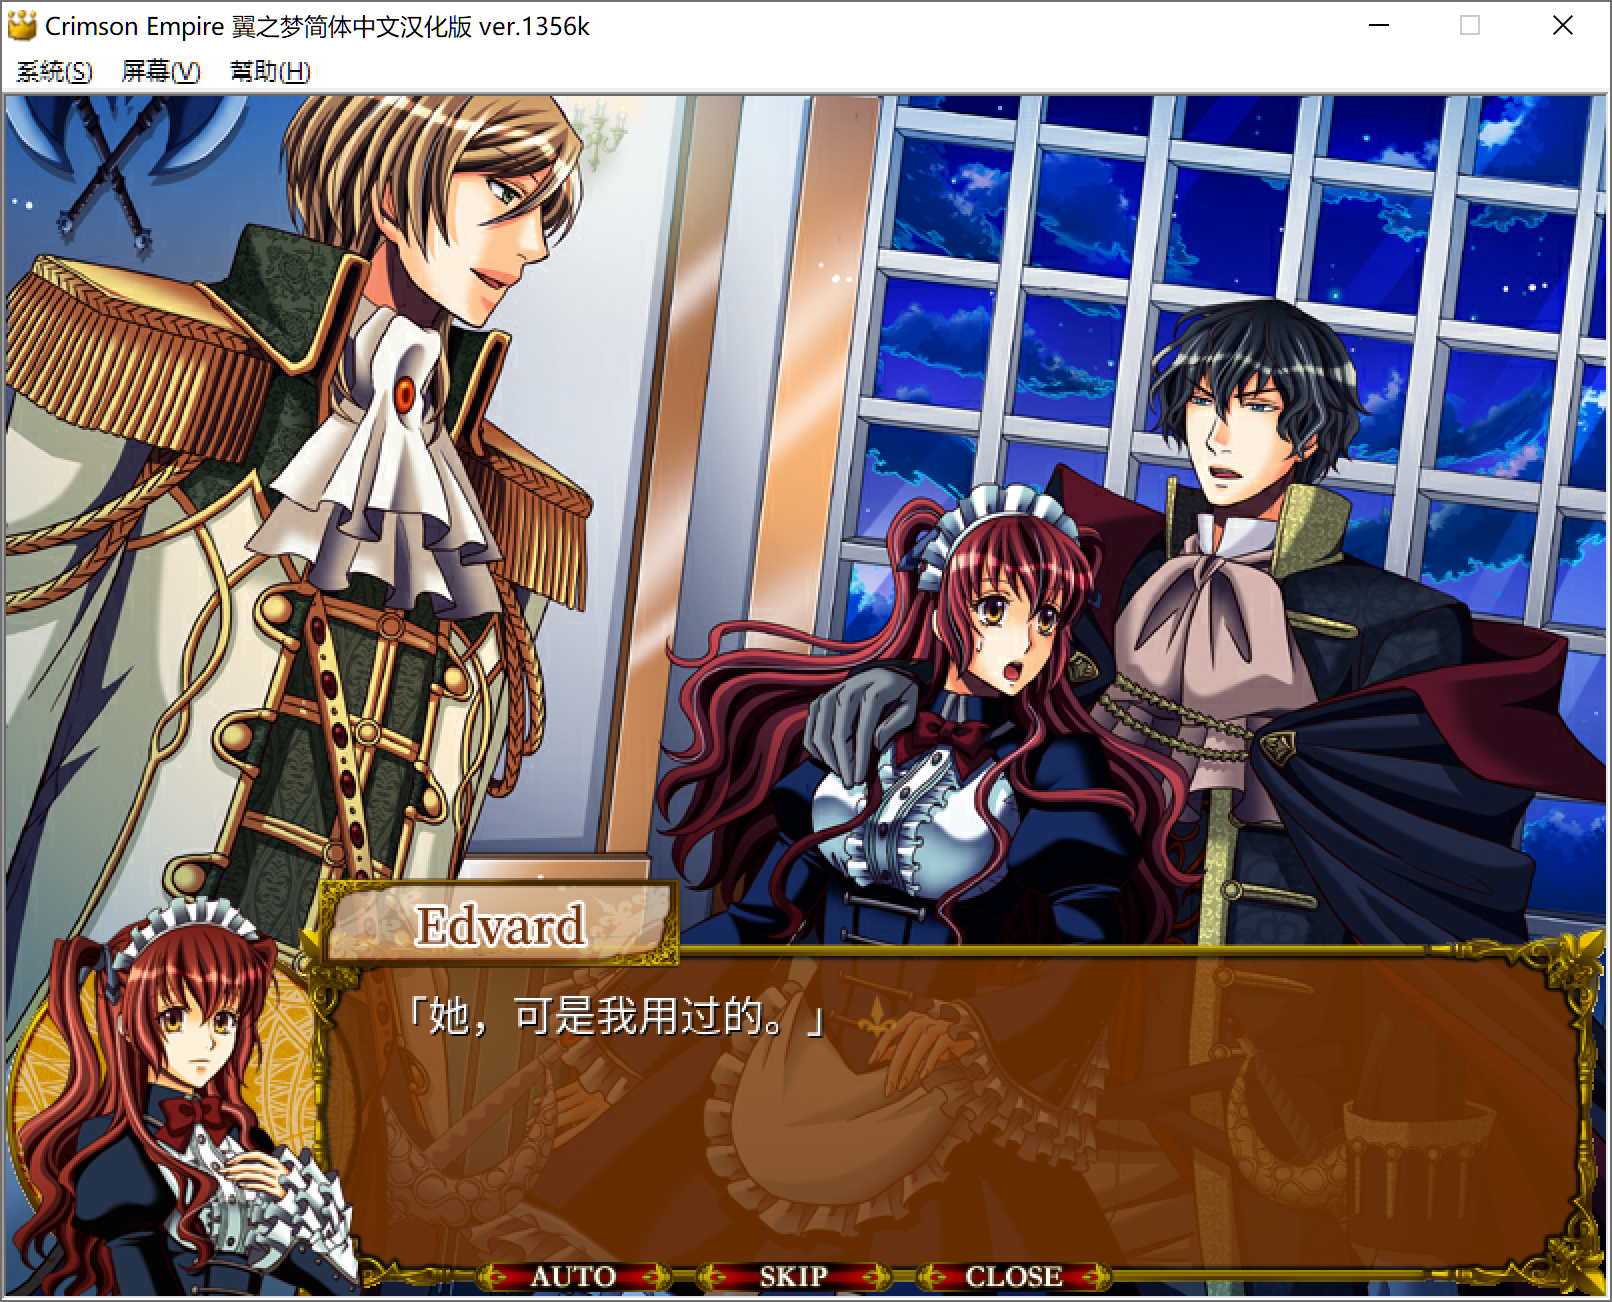 Crimson Empire 翼之梦简体中文汉化版 ver.1356k
系統(S) 屏幕(V) 幫助(H)
Edvard
「她，可是我用过的。」
AUTO SKIP CLOSE